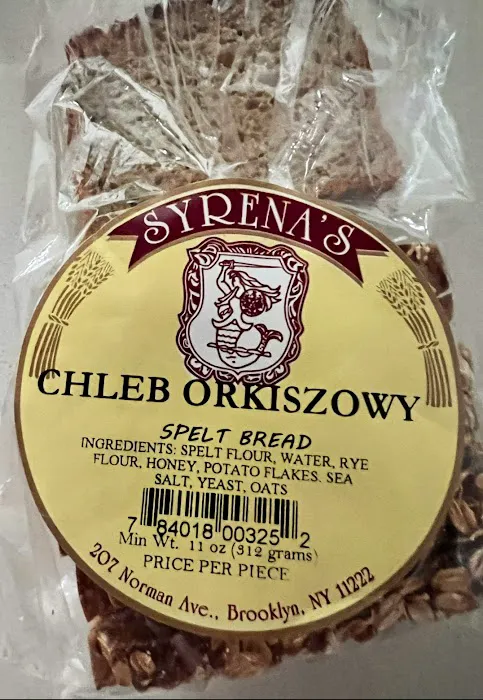 SYRENA'S
CHLEB ORKISZOWY
SPELT BREAD
INGREDIENTS: SPELT FLOUR, WATER, RYE
FLOUR, HONEY, POTATO FLAKES. SEA
SALT, YEAST, OATS
7 84018 00325 2
Min Wt. 11 oz (312 grams)
PRICE PER PIECE
207 Norman Ave., Brooklyn, NY 11222